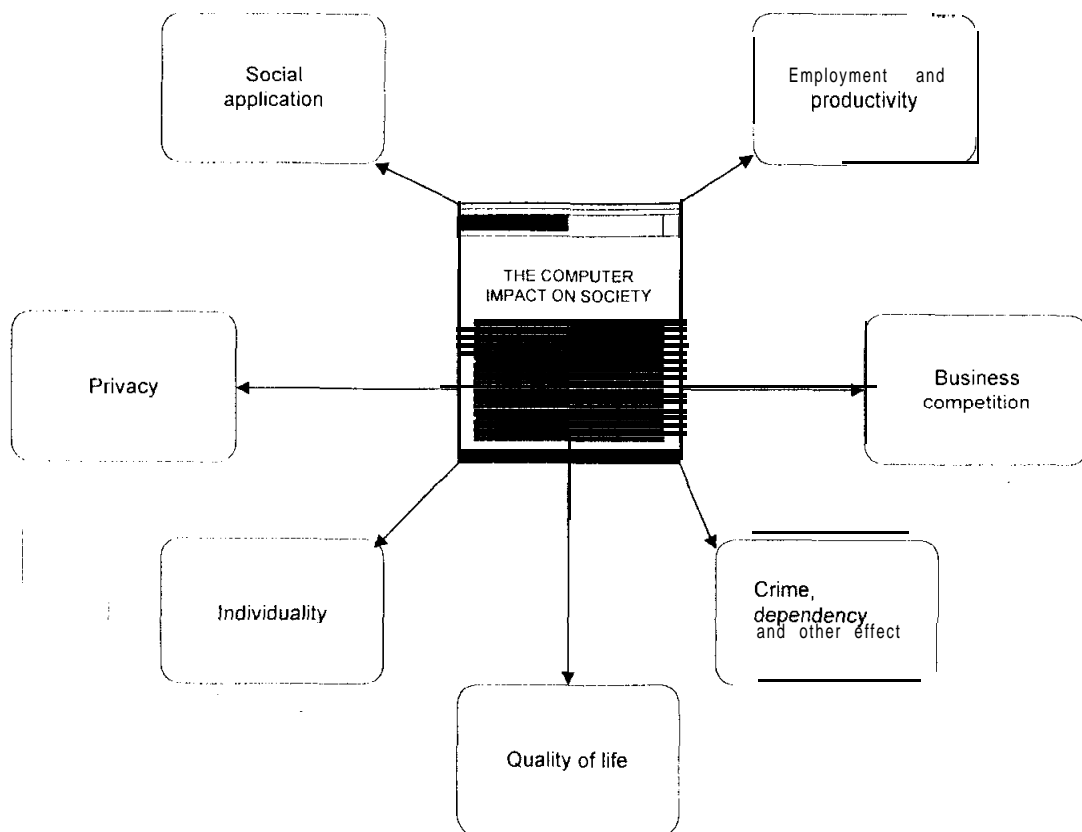 Social
application
Employment and
productivity
THE COMPUTER
IMPACT ON SOCIETY
Privacy
Business
competition
Individuality
Crime,
dependency
and other effect
Quality of life